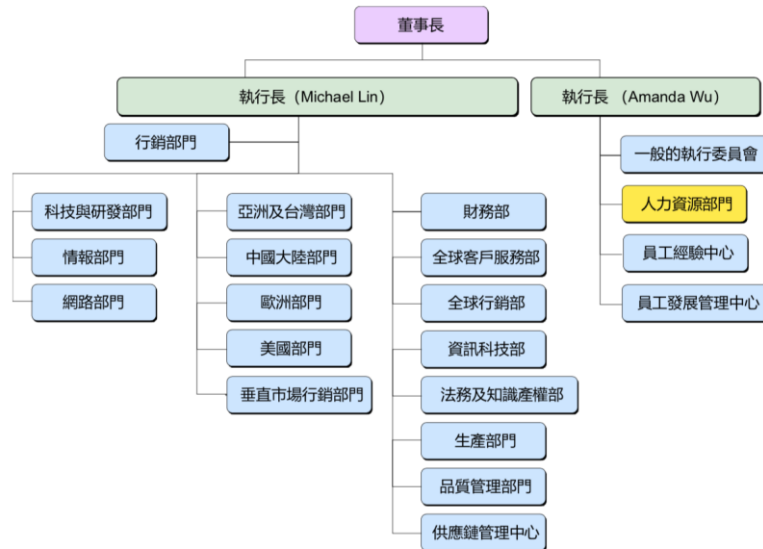 董事長
執行長（Michael Lin）
執行長 （Amanda Wu）
行銷部門
科技與研發部門
情報部門
網路部門
亞洲及台灣部門
中國大陸部門
歐洲部門
美國部門
垂直市場行銷部門
財務部
全球客戶服務部
全球行銷部
資訊科技部
法務及知識產權部
生產部門
品質管理部門
供應鏈管理中心
一般的執行委員會
人力資源部門
員工經驗中心
員工發展管理中心